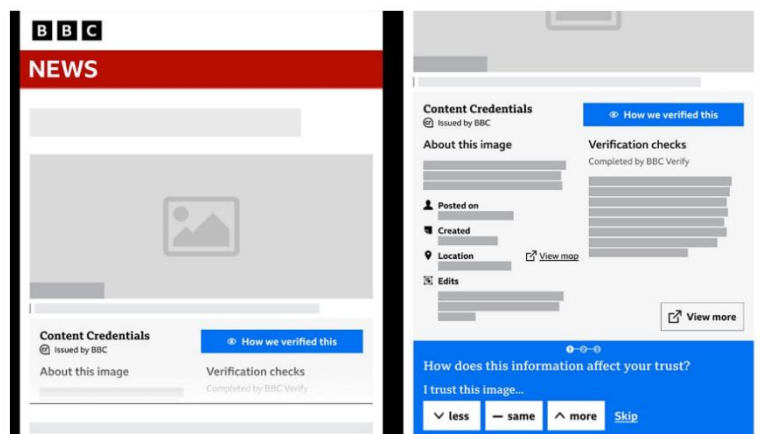 BBC
NEWS
Content Credentials
Issued by BBC
How we verified this
About this image
Verification checks
Completed by BBC Verify
Content Credentials
Issued by BBC
How we verified this
About this image
Verification checks
Completed by BBC Verify
Posted on
Created
Location
View map
Edits
View more
1 2 3
How does this information affect your trust?
I trust this image...
less
same
more
Skip